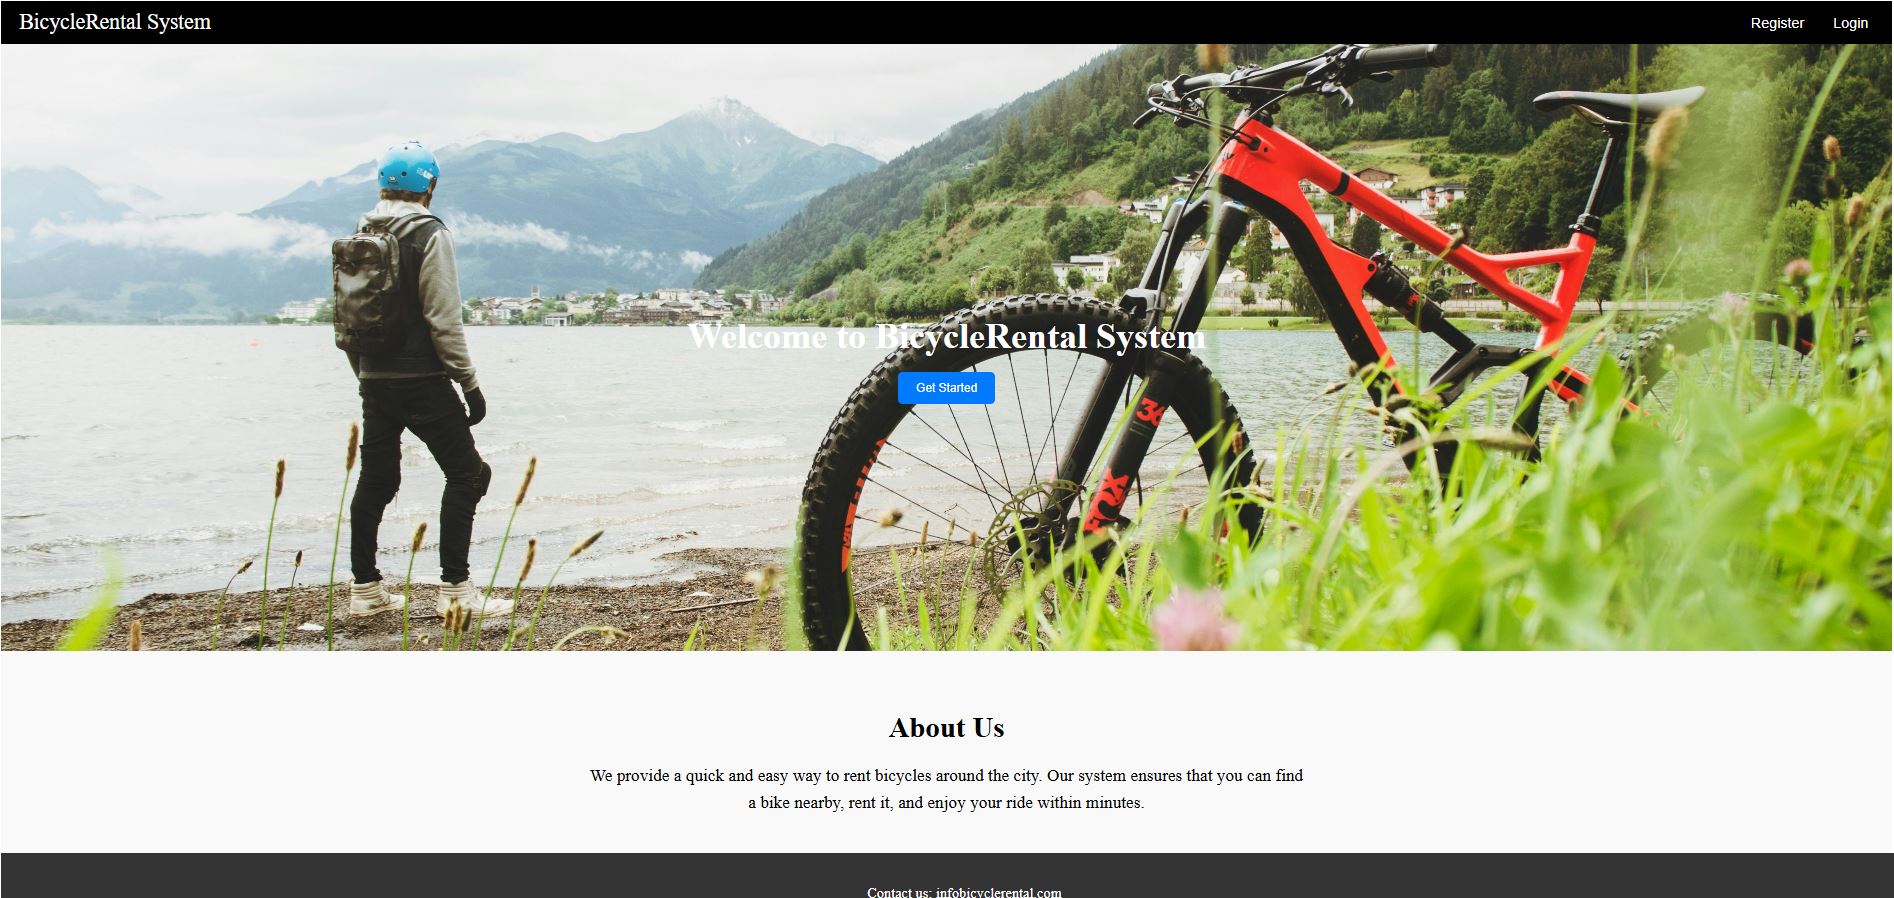 BicycleRental System
Register
Login
Welcome to BicycleRental System
Get Started
36
FOX
About Us
We provide a quick and easy way to rent bicycles around the city. Our system ensures that you can find
a bike nearby, rent it, and enjoy your ride within minutes.
Contact us: infobicyclerental.com